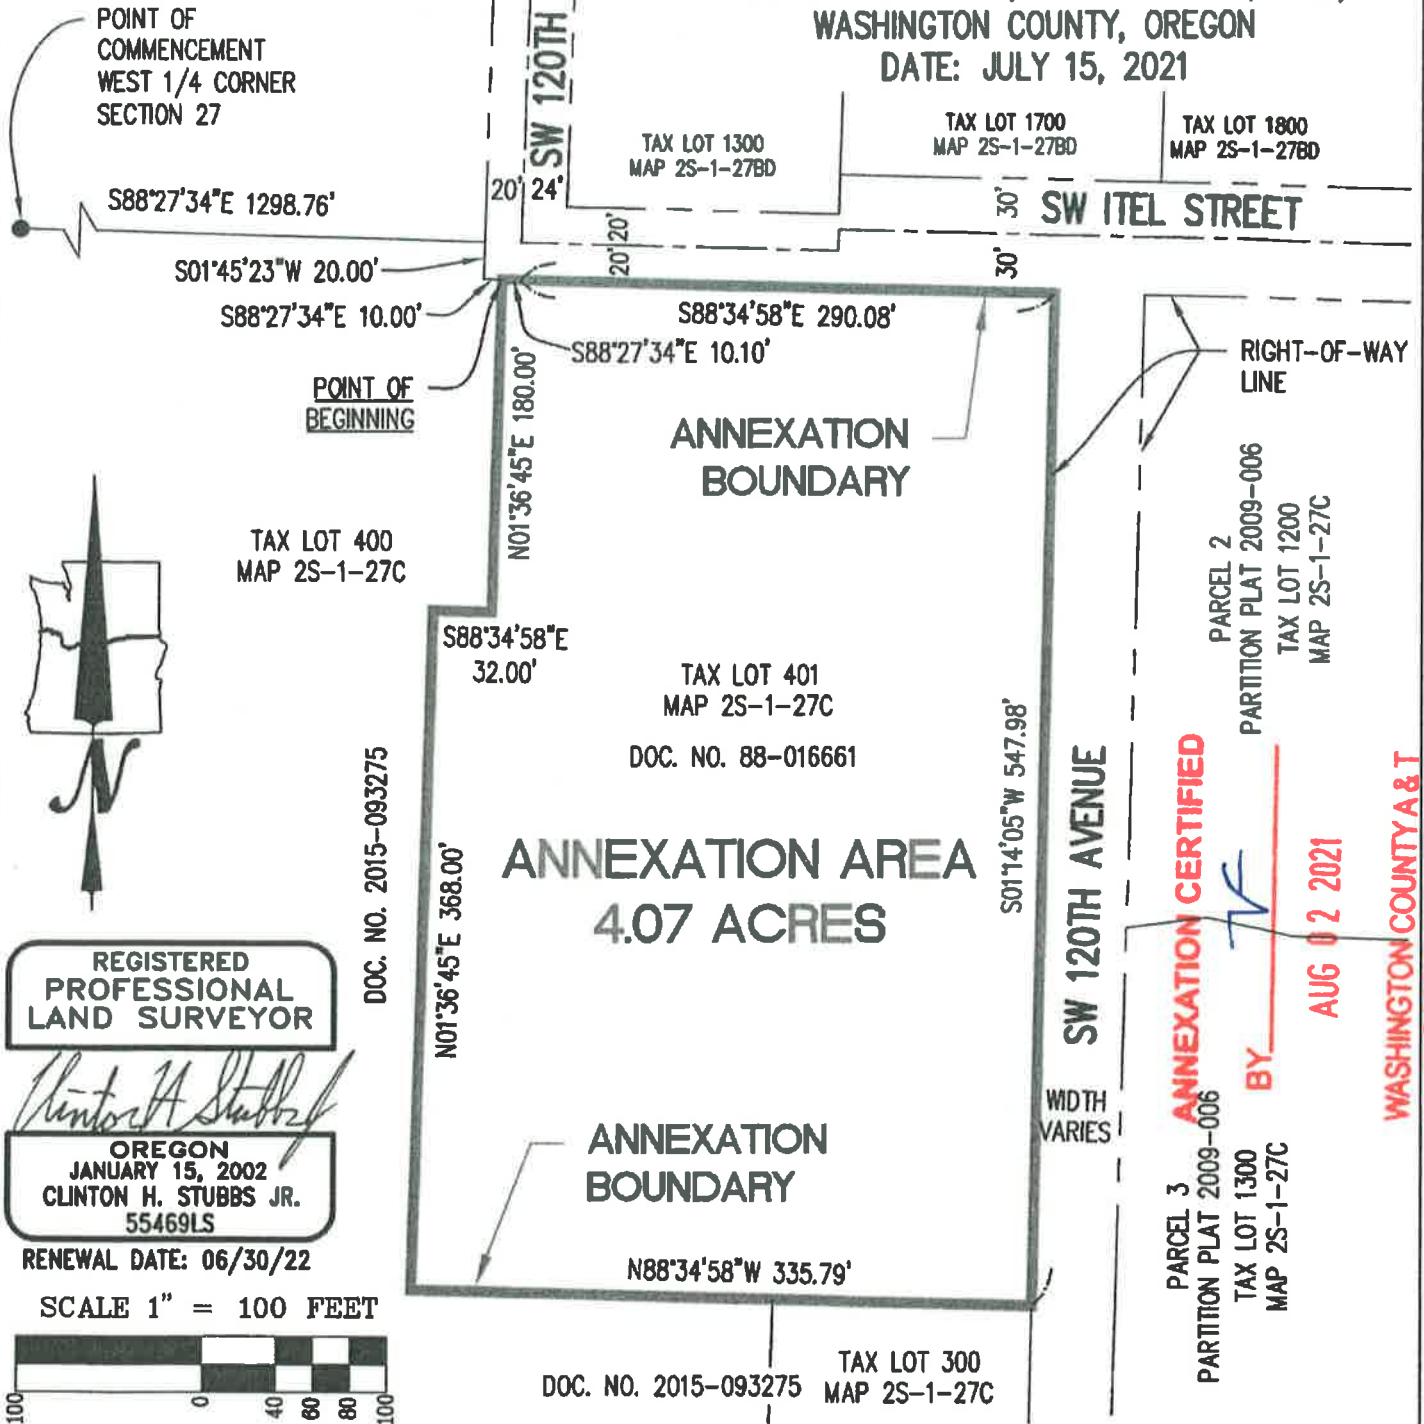 WASHINGTON COUNTY, OREGON
DATE: JULY 15, 2021
POINT OF
COMMENCEMENT
WEST 1/4 CORNER
SECTION 27
SW 120TH
TAX LOT 1300
MAP 2S-1-27BD
TAX LOT 1700
MAP 2S-1-27BD
TAX LOT 1800
MAP 2S-1-27BD
S88°27'34"E 1298.76'
20' 24'
20' 20'
30'
30'
SW ITEL STREET
S01°45'23"W 20.00'
S88°27'34"E 10.00'
S88°34'58"E 290.08'
S88°27'34"E 10.10'
POINT OF
BEGINNING
RIGHT-OF-WAY
LINE
N01°36'45"E 180.00'
ANNEXATION
BOUNDARY
TAX LOT 400
MAP 2S-1-27C
PARCEL 2
PARTITION PLAT 2009-006
TAX LOT 1200
MAP 2S-1-27C
S88°34'58"E
32.00'
TAX LOT 401
MAP 2S-1-27C
DOC. NO. 88-016661
N
DOC. NO. 2015-093275
N01°36'45"E 368.00'
ANNEXATION AREA
4.07 ACRES
S01°14'05"W 547.98'
SW 120TH AVENUE
WIDTH
VARIES
ANNEXATION CERTIFIED
BY
AUG 02 2021
WASHINGTON COUNTY A & T
REGISTERED
PROFESSIONAL
LAND SURVEYOR
Clinton H Stubbs Jr
OREGON
JANUARY 15, 2002
CLINTON H. STUBBS JR.
55469LS
RENEWAL DATE: 06/30/22
ANNEXATION
BOUNDARY
PARCEL 3
PARTITION PLAT 2009-006
TAX LOT 1300
MAP 2S-1-27C
N88°34'58"W 335.79'
SCALE 1" = 100 FEET
100 0 40 60 80 100
DOC. NO. 2015-093275
TAX LOT 300
MAP 2S-1-27C